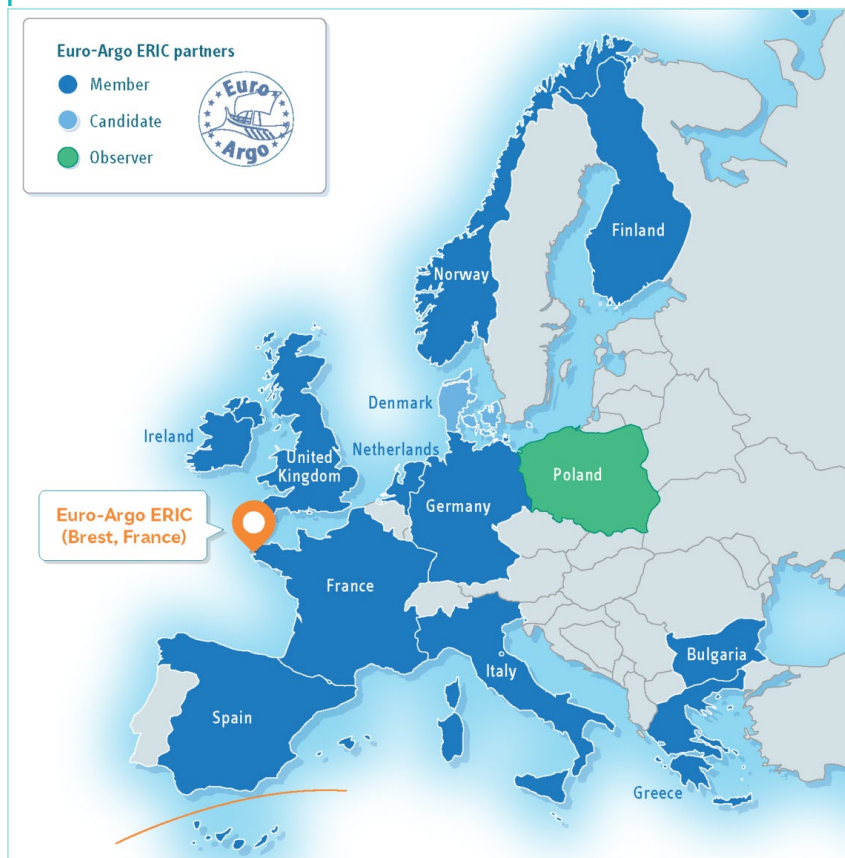 Euro-Argo ERIC partners
Member
Candidate
Observer
Euro
Argo
Finland
Norway
Denmark
Ireland
United
Kingdom
Netherlands
Germany
Poland
Euro-Argo ERIC
(Brest, France)
France
Bulgaria
Italy
Spain
Greece